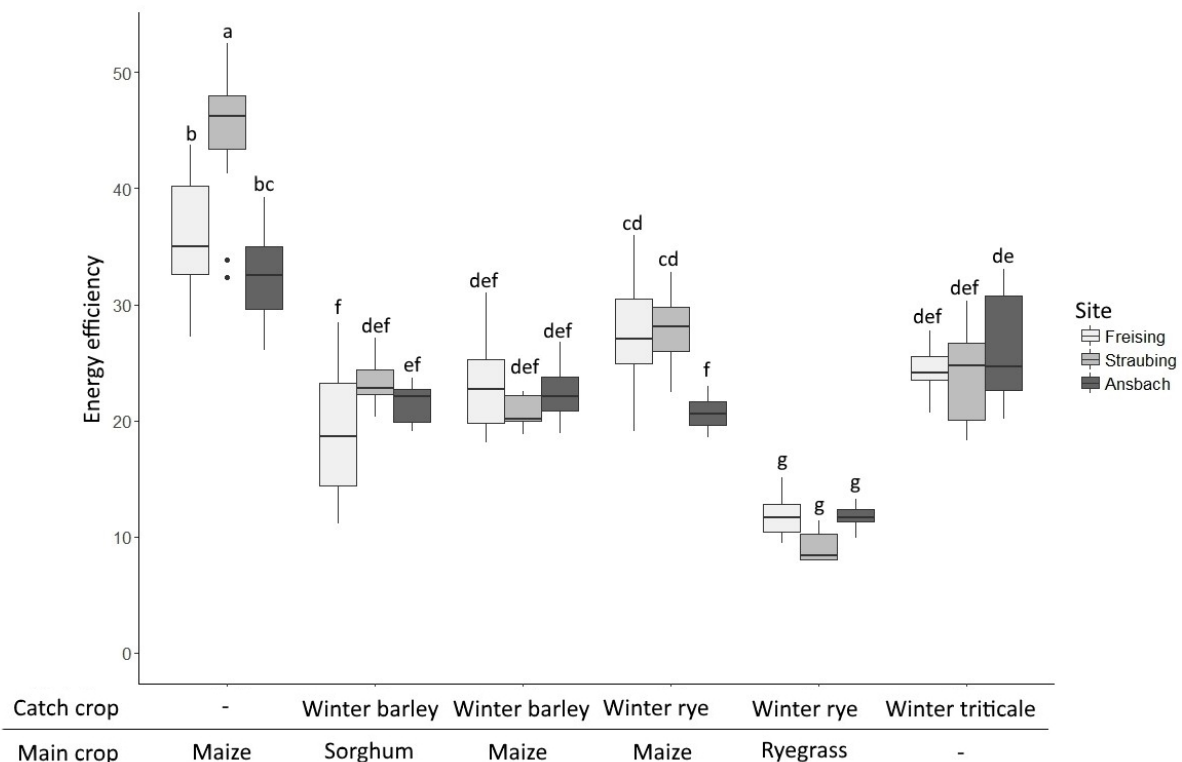 Energy efficiency
50
40
30
20
10
0
b
a
bc
f
def
ef
def
def
def
cd
cd
f
g
g
g
def
def
de
Site
Freising
Straubing
Ansbach
Catch crop - Winter barley Winter barley Winter rye Winter rye Winter triticale
Main crop Maize Sorghum Maize Maize Ryegrass -